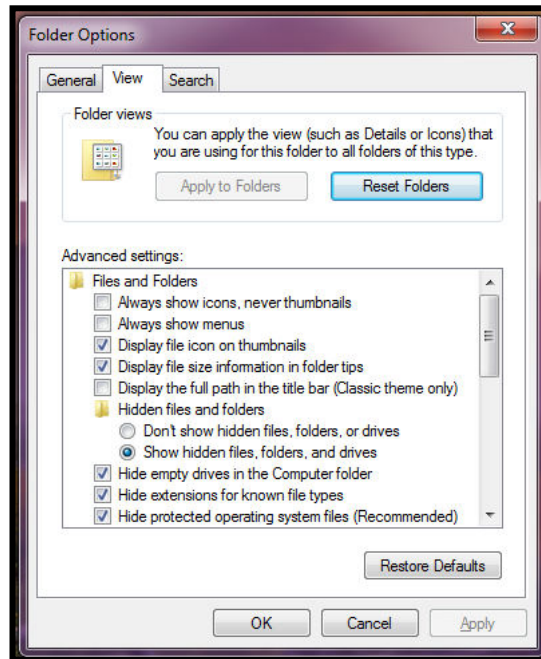 Folder Options
General
View
Search
Folder views
You can apply the view (such as Details or Icons) that
you are using for this folder to all folders of this type.
Apply to Folders
Reset Folders
Advanced settings:
Files and Folders
Always show icons, never thumbnails
Always show menus
Display file icon on thumbnails
Display file size information in folder tips
Display the full path in the title bar (Classic theme only)
Hidden files and folders
Don't show hidden files, folders, or drives
Show hidden files, folders, and drives
Hide empty drives in the Computer folder
Hide extensions for known file types
Hide protected operating system files (Recommended)
Restore Defaults
OK
Cancel
Apply